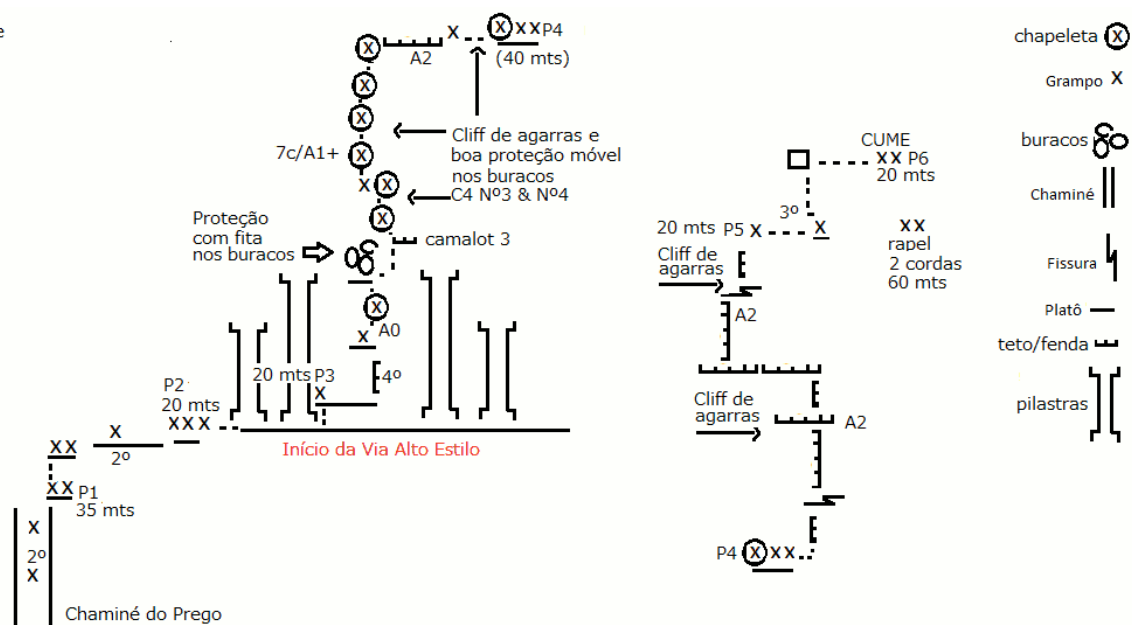 e
X X X P4
A2
(40 mts)
Cliff de agarras e
boa proteção móvel
nos buracos
C4 Nº3 & Nº4
7c/A1+
Proteção
com fita
nos buracos
camalot 3
A0
4º
20 mts P3
P2
20 mts
X X X
Início da Via Alto Estilo
X X
X
2º
X X P1
35 mts
X
2º
X
Chaminé do Prego
CUME
X X P6
20 mts
3º
20 mts P5 X
X
X X
rapel
2 cordas
60 mts
Cliff de
agarras
A2
Cliff de
agarras
A2
P4 X X X
chapeleta X
Grampo X
buracos
Chaminé
Fissura
Platô
teto/fenda
pilastras